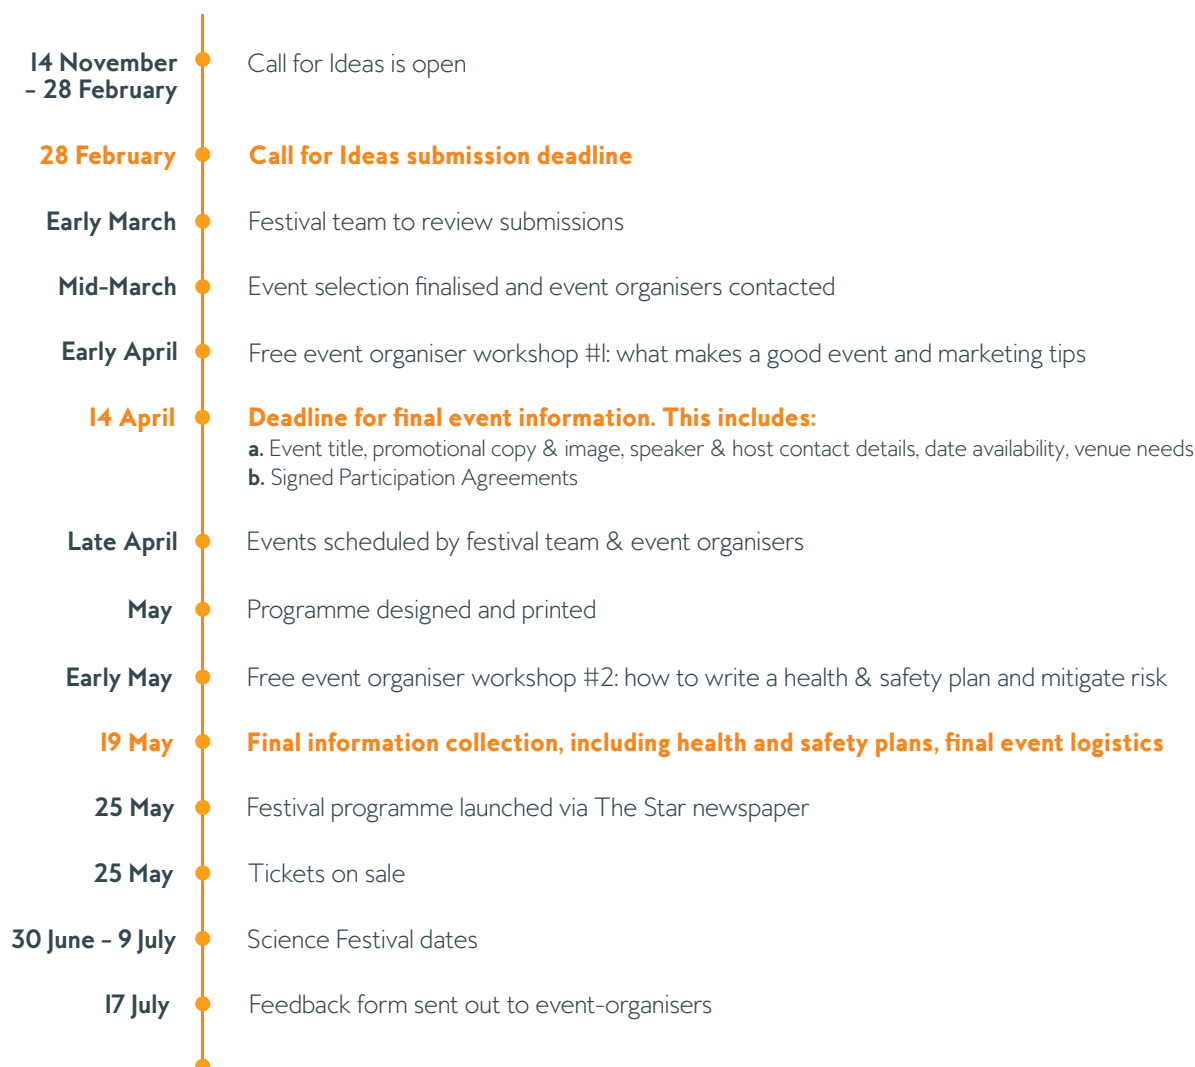 14 November
– 28 February
Call for Ideas is open
28 February
Call for Ideas submission deadline
Early March
Festival team to review submissions
Mid-March
Event selection finalised and event organisers contacted
Early April
Free event organiser workshop #1: what makes a good event and marketing tips
14 April
Deadline for final event information. This includes:
a. Event title, promotional copy & image, speaker & host contact details, date availability, venue needs
b. Signed Participation Agreements
Late April
Events scheduled by festival team & event organisers
May
Programme designed and printed
Early May
Free event organiser workshop #2: how to write a health & safety plan and mitigate risk
19 May
Final information collection, including health and safety plans, final event logistics
25 May
Festival programme launched via The Star newspaper
25 May
Tickets on sale
30 June – 9 July
Science Festival dates
17 July
Feedback form sent out to event-organisers